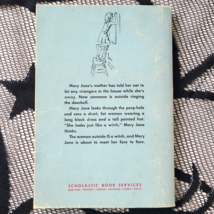 Mary Jane's mother has told her not to
let any strangers in the house while she's
away. Now someone is outside ringing
the doorbell.
Mary Jane looks through the peep-hole
and sees a short, fat woman wearing a
long black dress and a tall pointed hat.
"She looks just like a witch," Mary Jane
thinks.
The woman outside IS a witch, and Mary
Jane is about to meet her face to face.
SCHOLASTIC BOOK SERVICES